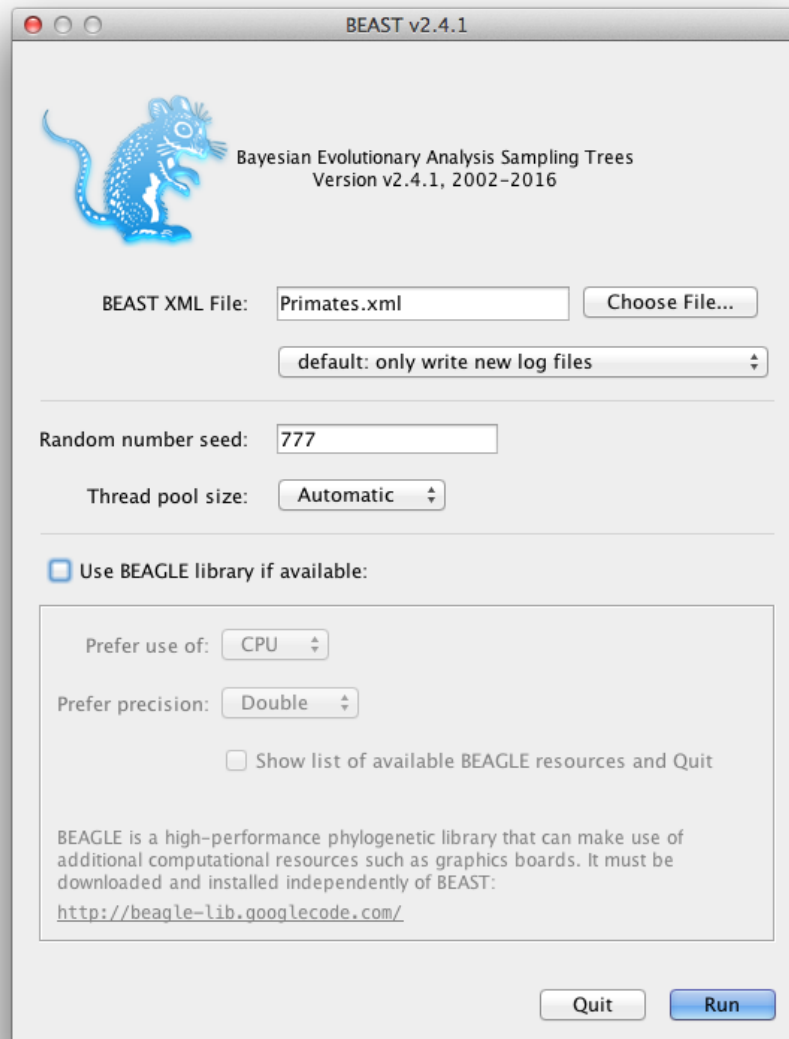 BEAST v2.4.1
Bayesian Evolutionary Analysis Sampling Trees
Version v2.4.1, 2002–2016
BEAST XML File: Primates.xml Choose File...
default: only write new log files
Random number seed: 777
Thread pool size: Automatic
Use BEAGLE library if available:
Prefer use of: CPU
Prefer precision: Double
Show list of available BEAGLE resources and Quit
BEAGLE is a high-performance phylogenetic library that can make use of
additional computational resources such as graphics boards. It must be
downloaded and installed independently of BEAST:
http://beagle-lib.googlecode.com/
Quit Run